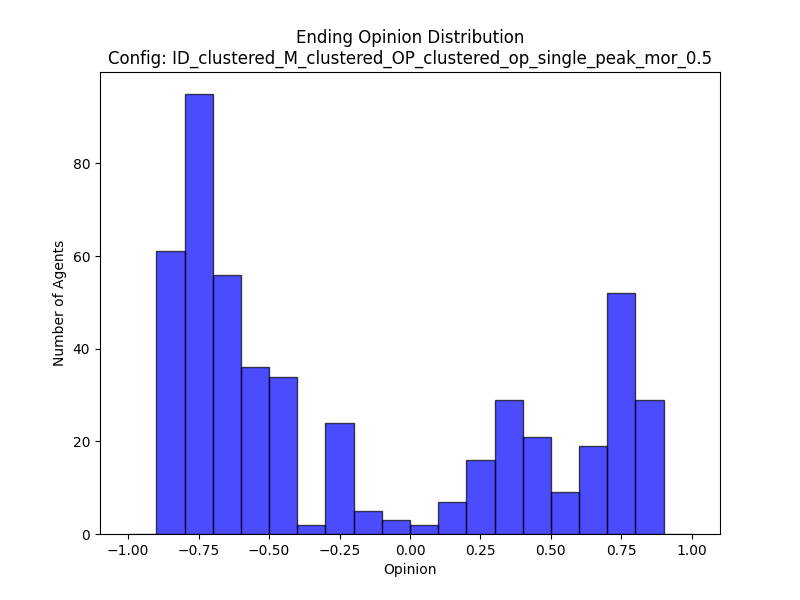 Ending Opinion Distribution
Config: ID_clustered_M_clustered_OP_clustered_op_single_peak_mor_0.5
Number of Agents
80
60
40
20
0
−1.00 −0.75 −0.50 −0.25 0.00 0.25 0.50 0.75 1.00
Opinion